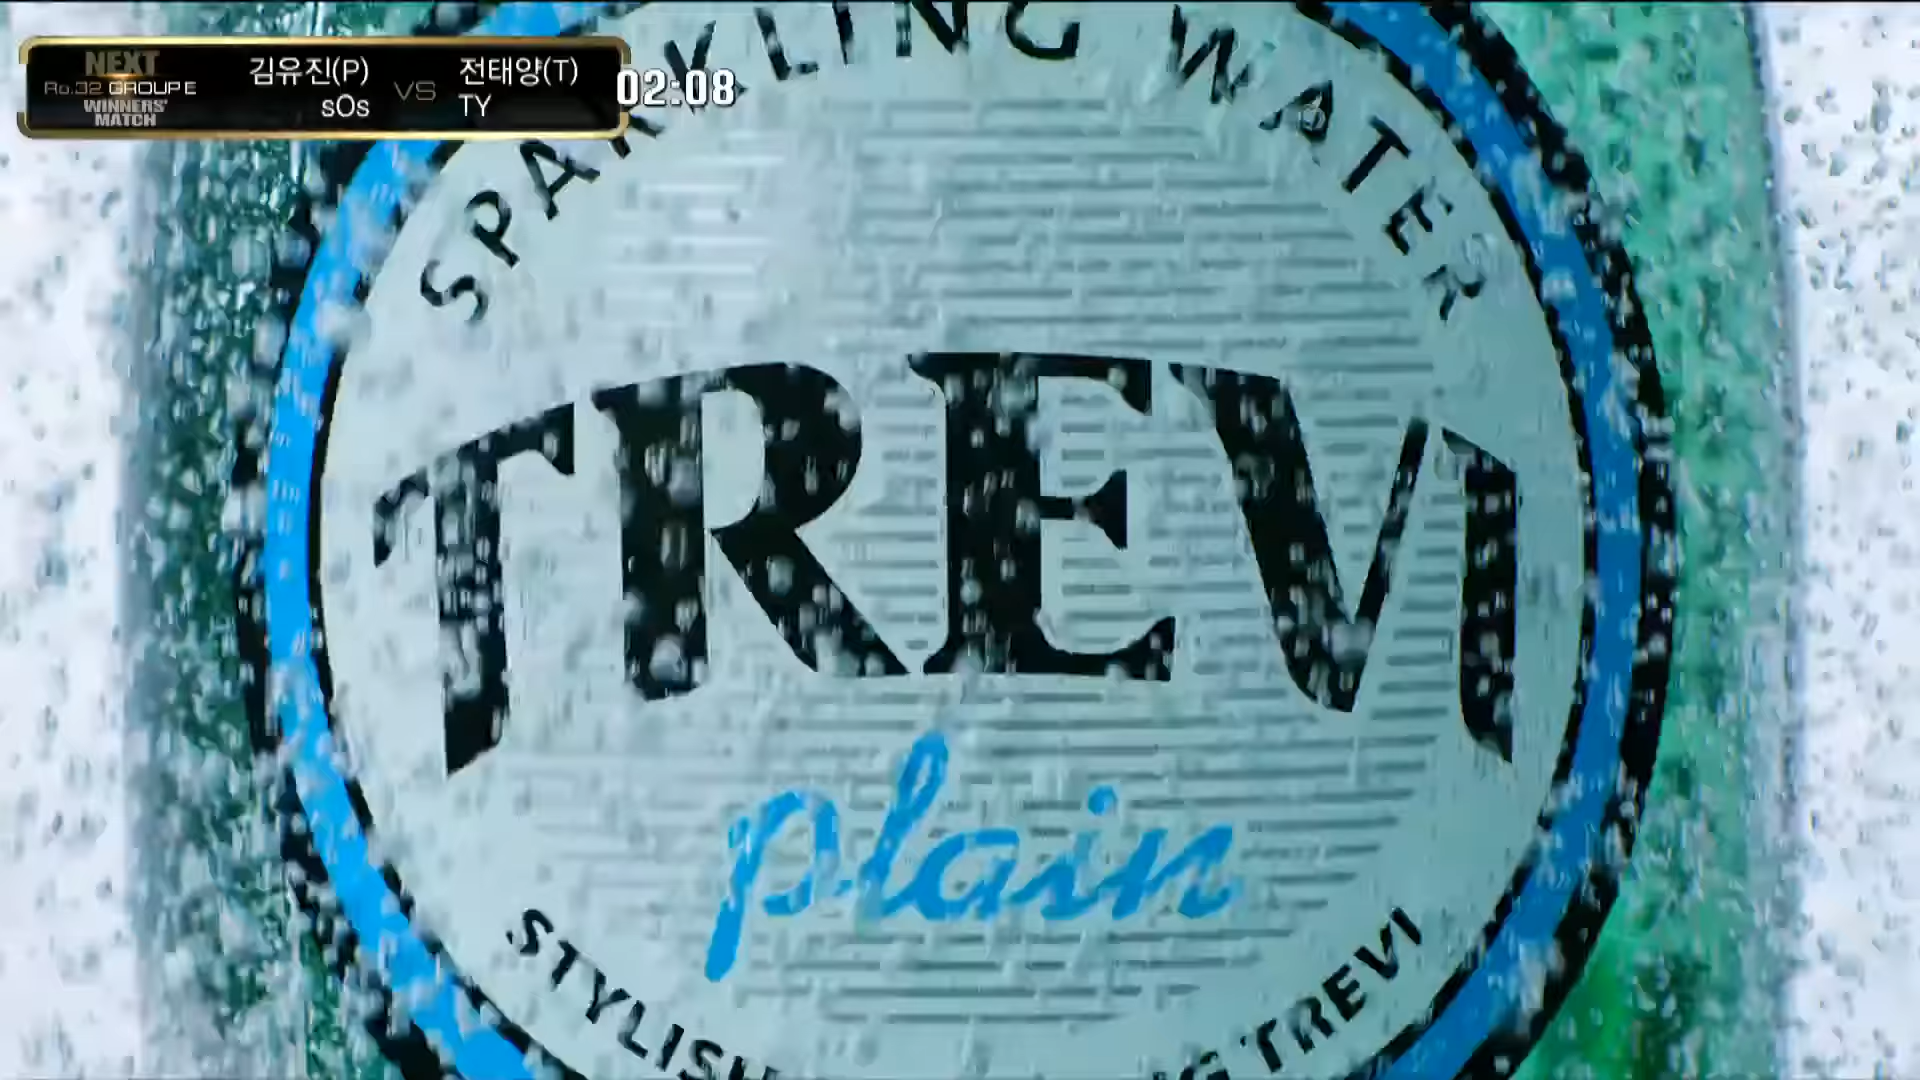 NEXT
Ro.32 GROUP E
WINNERS'
MATCH
김유진(P)
sOs
VS
전태양(T)
TY
02:08
SPARKLING WATER
TREVI
plain
STYLISH
G TREVI